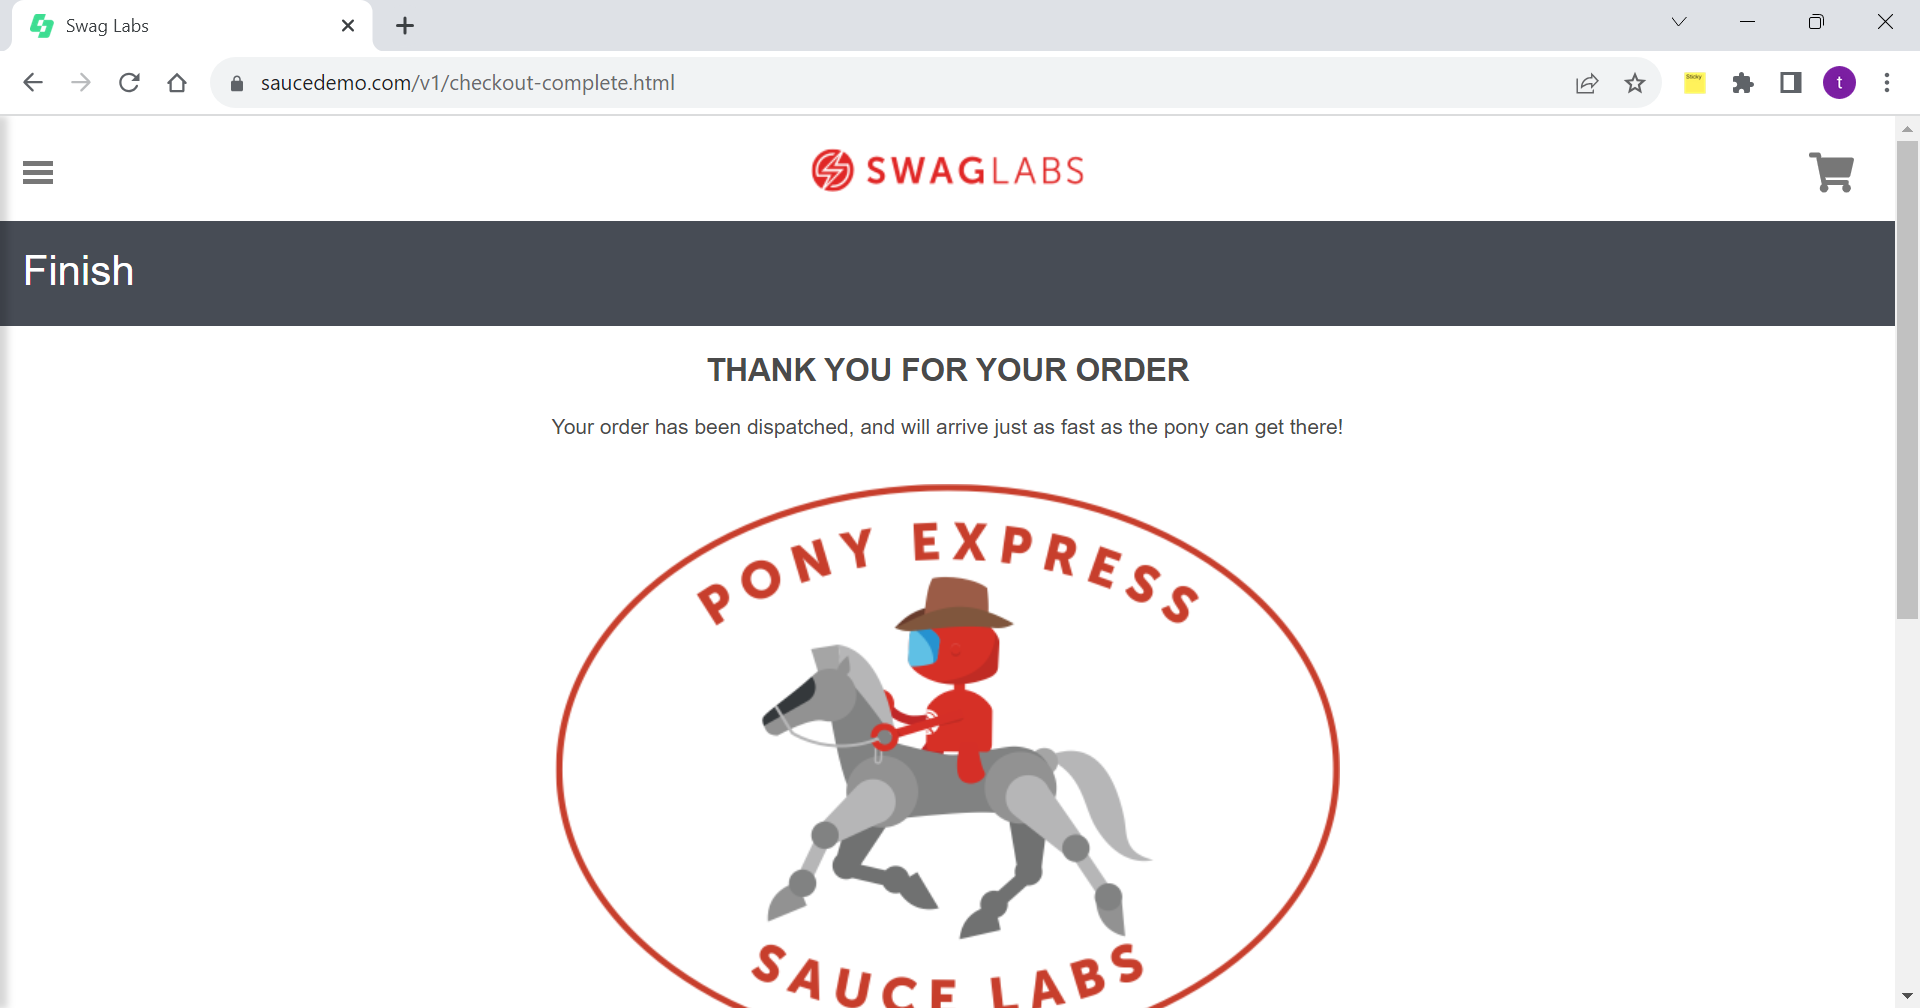 Swag Labs
saucedemo.com/v1/checkout-complete.html
Sticky
t
SWAGLABS
Finish
THANK YOU FOR YOUR ORDER
Your order has been dispatched, and will arrive just as fast as the pony can get there!
PONY EXPRESS
SAUCE LABS